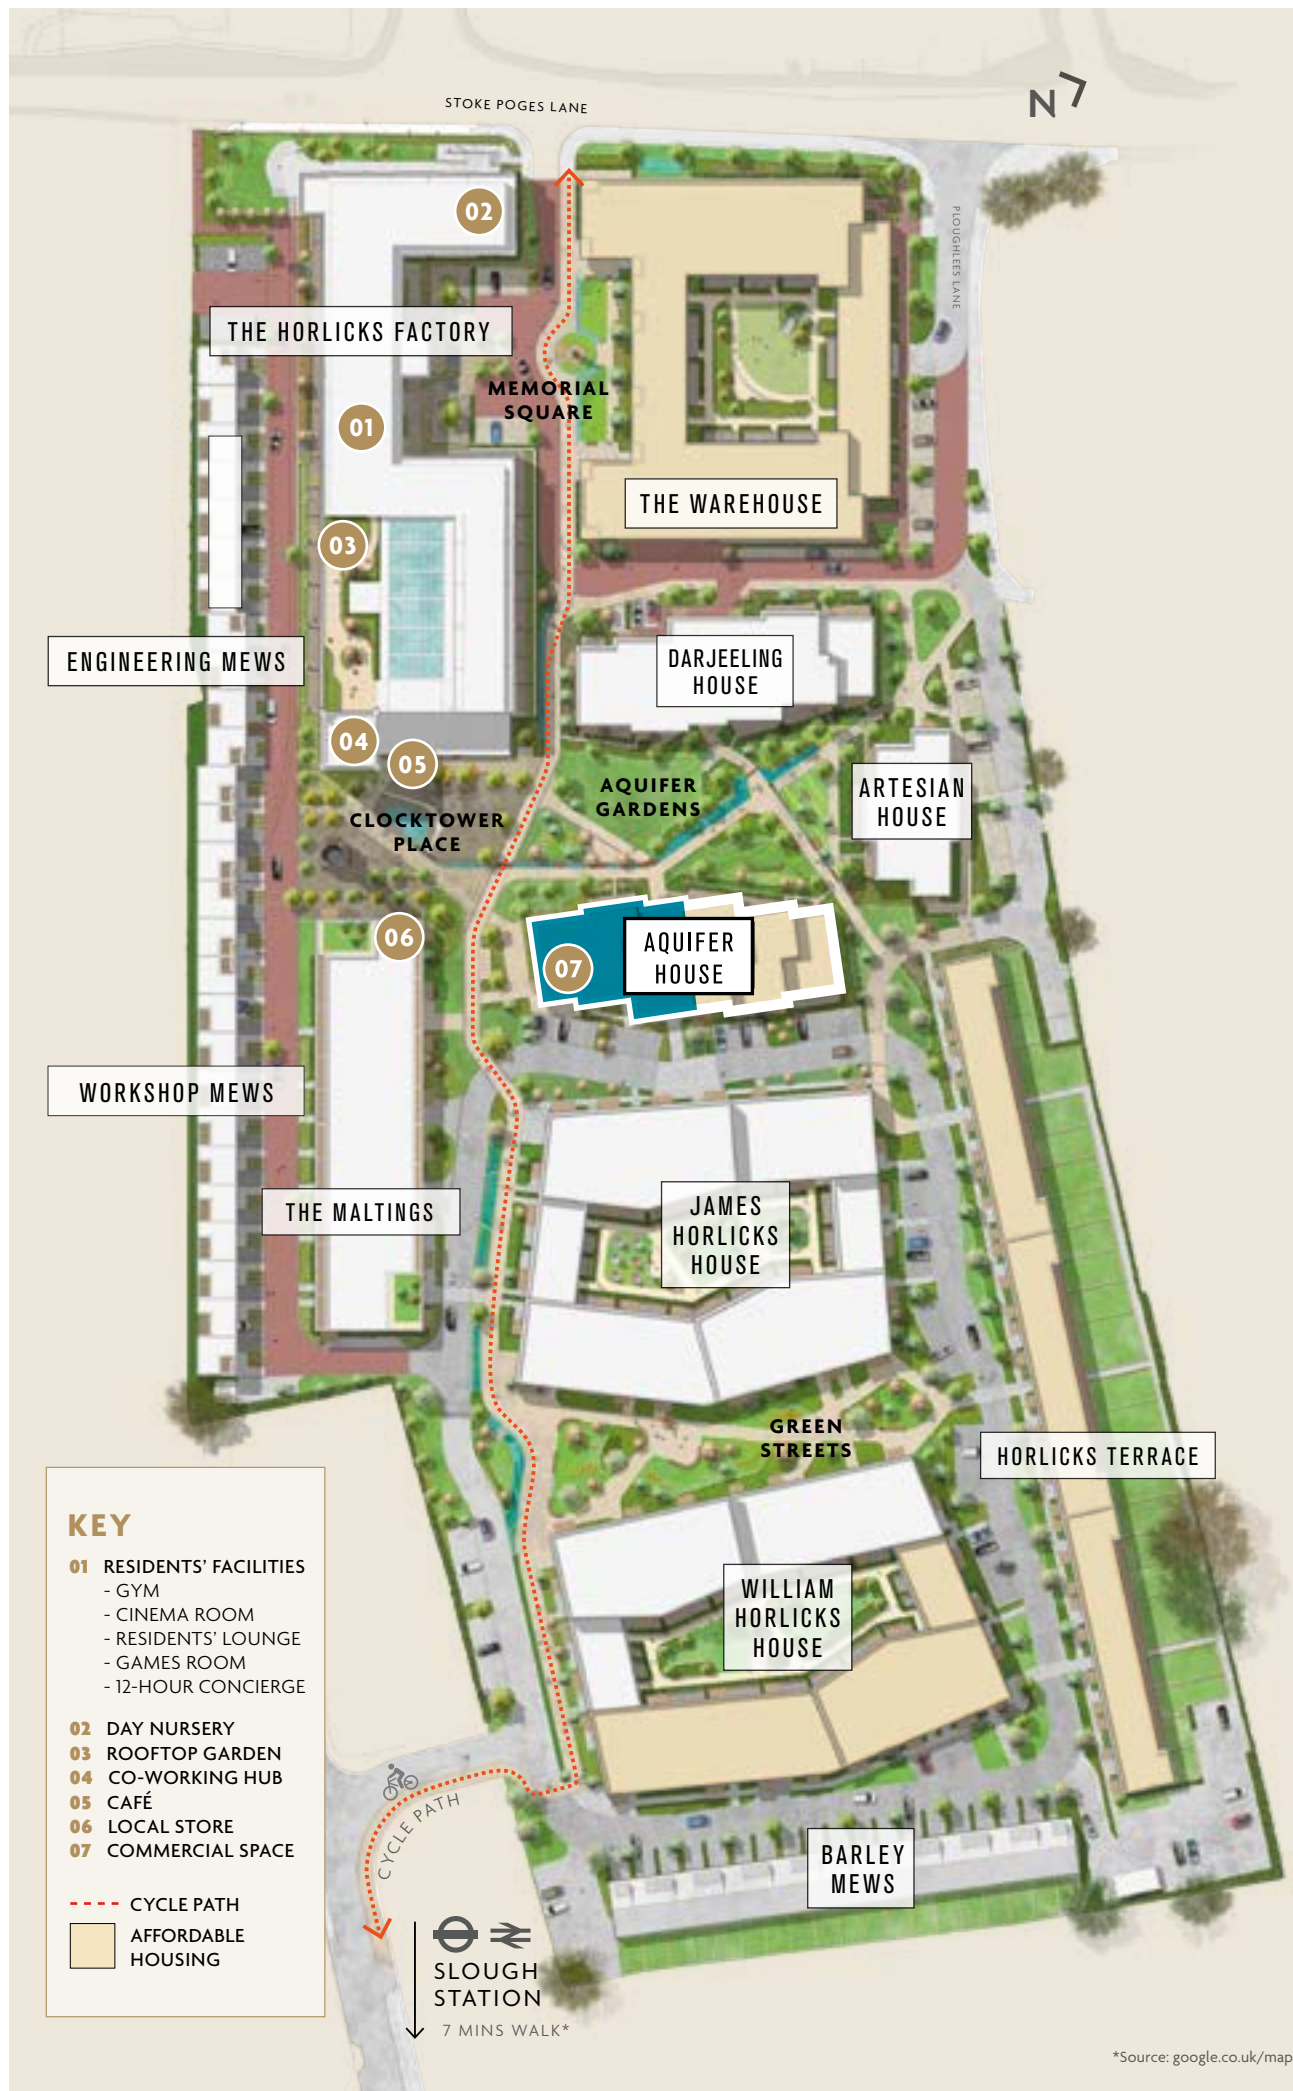 STOKE POGES LANE
N
02
PLOUGHLEES LANE
THE HORLICKS FACTORY
MEMORIAL
SQUARE
01
THE WAREHOUSE
03
ENGINEERING MEWS
DARJEELING
HOUSE
04
05
AQUIFER
GARDENS
ARTESIAN
HOUSE
CLOCKTOWER
PLACE
06
AQUIFER
HOUSE
07
WORKSHOP MEWS
THE MALTINGS
JAMES
HORLICKS
HOUSE
GREEN
STREETS
HORLICKS TERRACE
WILLIAM
HORLICKS
HOUSE
KEY
01 RESIDENTS' FACILITIES
- GYM
- CINEMA ROOM
- RESIDENTS' LOUNGE
- GAMES ROOM
- 12-HOUR CONCIERGE
02 DAY NURSERY
03 ROOFTOP GARDEN
04 CO-WORKING HUB
05 CAFÉ
06 LOCAL STORE
07 COMMERCIAL SPACE
CYCLE PATH
AFFORDABLE
HOUSING
CYCLE PATH
BARLEY
MEWS
SLOUGH
STATION
7 MINS WALK*
*Source: google.co.uk/map